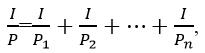 I/P = I/P₁ + I/P₂ + ⋯ + I/Pₙ,